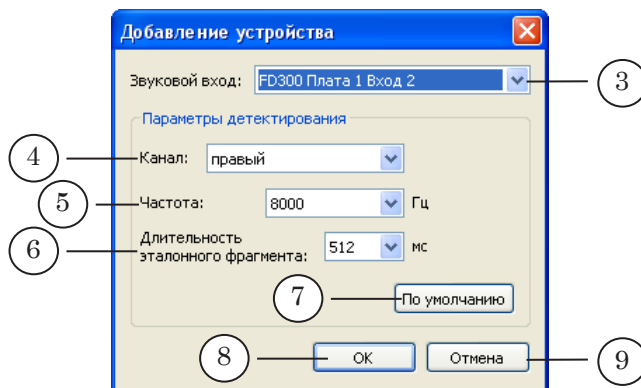 Добавление устройства
Звуковой вход: FD300 Плата 1 Вход 2
3
Параметры детектирования
4
Канал: правый
5
Частота: 8000 Гц
6
Длительность
эталонного фрагмента: 512 мс
7
По умолчанию
8
ОК
Отмена
9